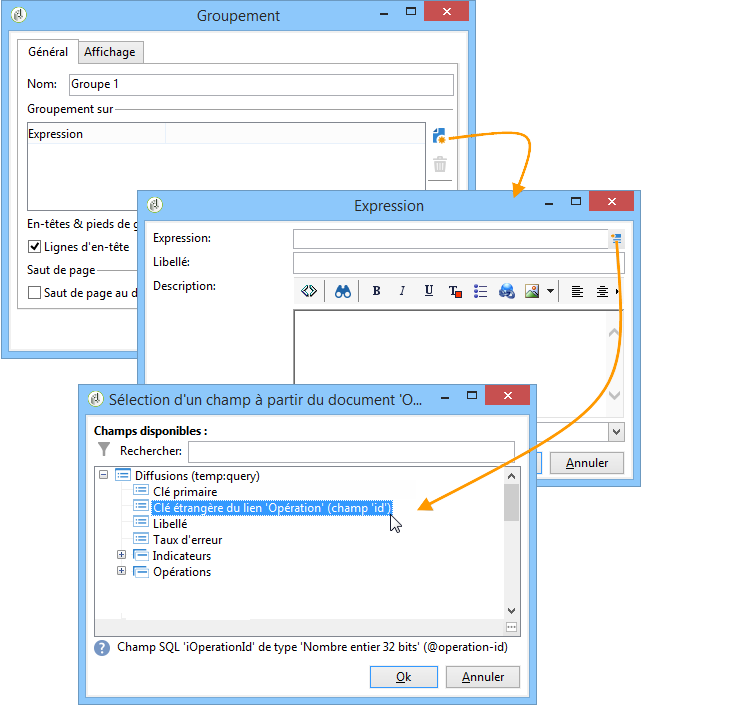 Groupement
Général
Affichage
Nom:
Groupe 1
Groupement sur
Expression
En-têtes & pieds de g
Lignes d'en-tête
Saut de page
Saut de page au d
Expression
Expression:
Libellé:
Description:
B I U T
Annuler
Sélection d'un champ à partir du document 'O...
Champs disponibles :
Rechercher:
Diffusions (temp:query)
Clé primaire
Clé étrangère du lien 'Opération' (champ 'id')
Libellé
Taux d'erreur
Indicateurs
Opérations
Champ SQL 'iOperationId' de type 'Nombre entier 32 bits' (@operation-id)
Ok
Annuler